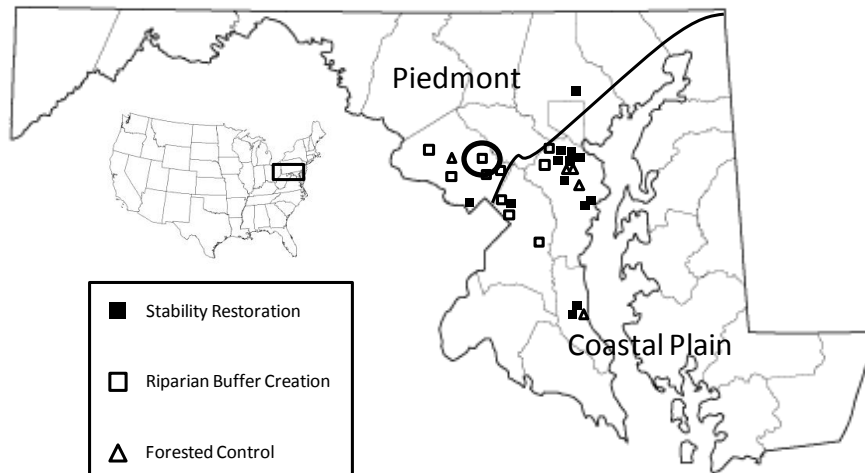 Piedmont
Coastal Plain
Stability Restoration
Riparian Buffer Creation
Forested Control